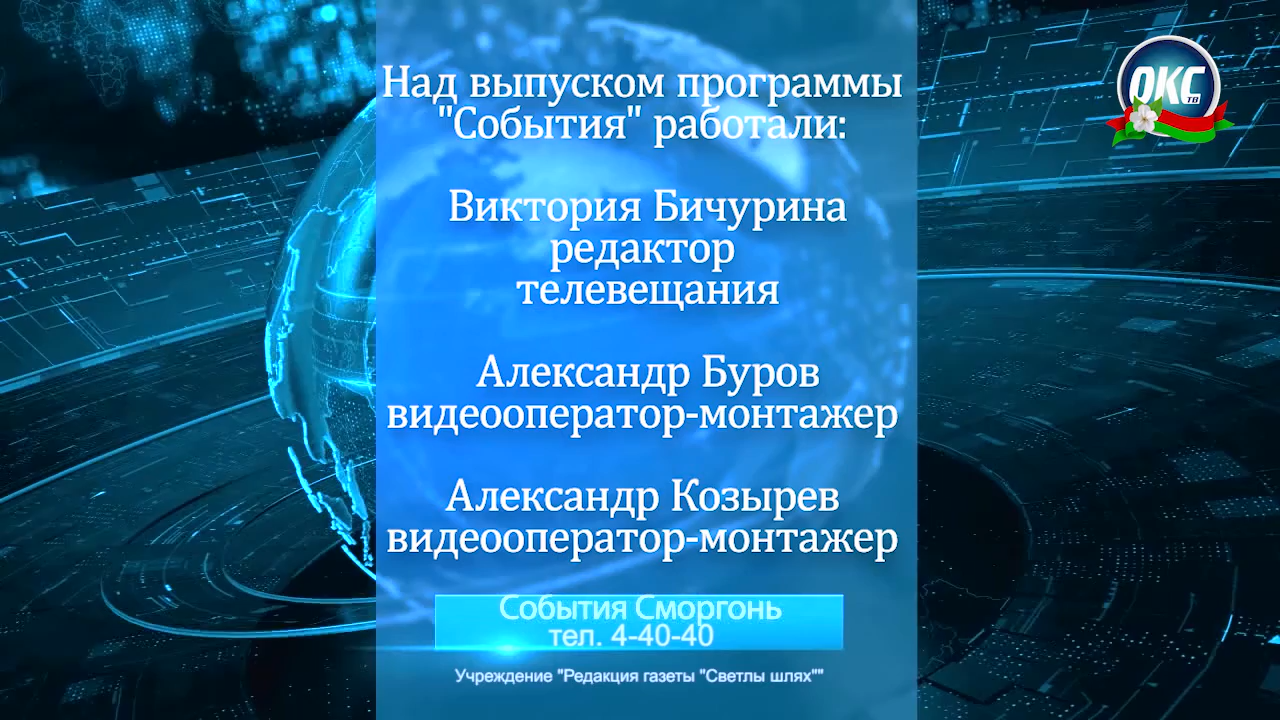 ОКС
ТВ
Над выпуском программы
"События" работали:
Виктория Бичурина
редактор
телевещания
Александр Буров
видеооператор-монтажер
Александр Козырев
видеооператор-монтажер
События Сморгонь
тел. 4-40-40
Учреждение "Редакция газеты "Светлы шлях""